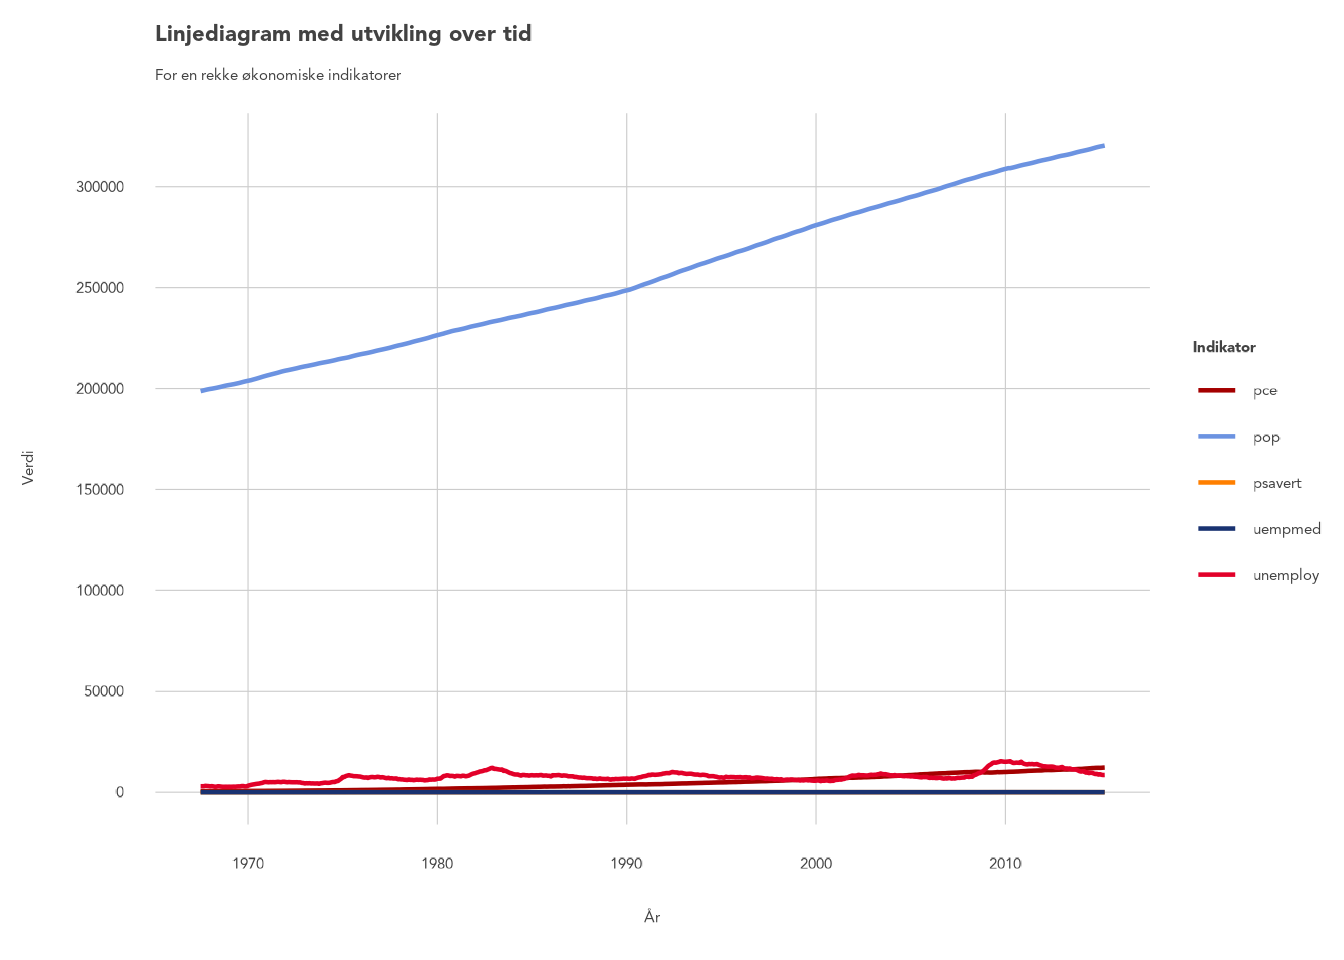 Linjediagram med utvikling over tid
For en rekke økonomiske indikatorer
Verdi
300000
250000
200000
150000
100000
50000
0
1970 1980 1990 2000 2010
År
Indikator
pce
pop
psavert
uempmed
unemploy